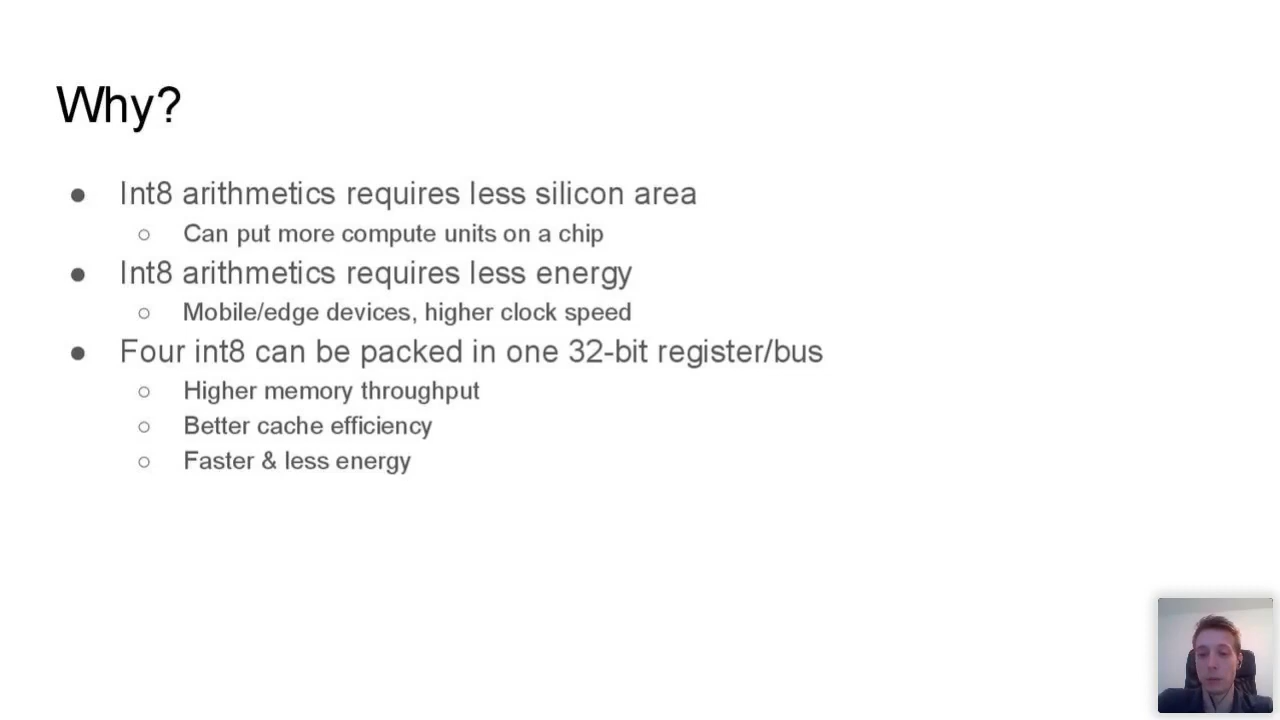 Why?
● Int8 arithmetics requires less silicon area
○ Can put more compute units on a chip
● Int8 arithmetics requires less energy
○ Mobile/edge devices, higher clock speed
● Four int8 can be packed in one 32-bit register/bus
○ Higher memory throughput
○ Better cache efficiency
○ Faster & less energy